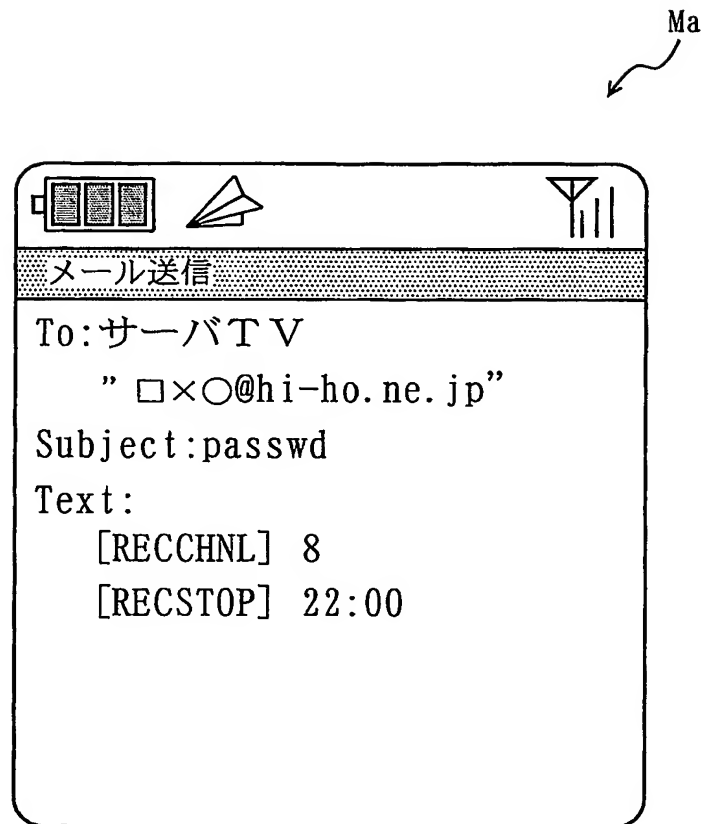 Ma
メール送信
To:サーバTV
” □×○@hi-ho.ne.jp”
Subject:passwd
Text:
[RECCHNL] 8
[RECSTOP] 22:00